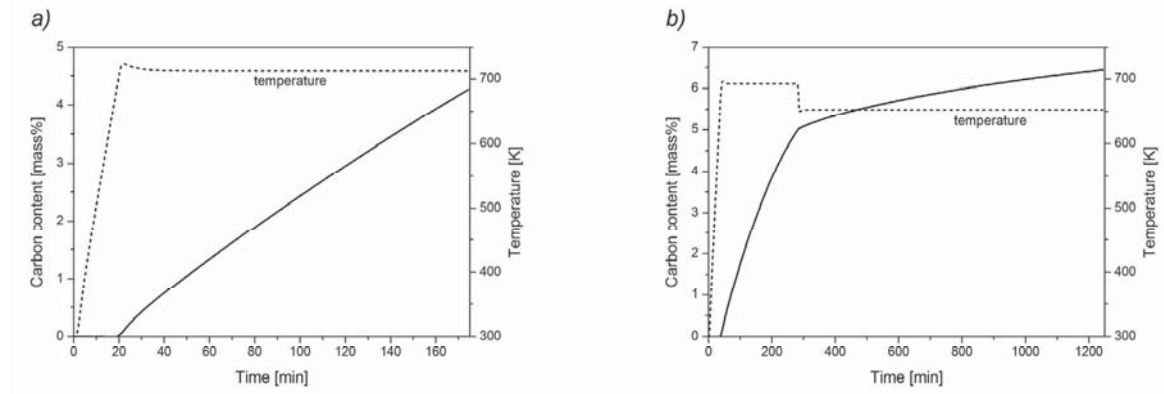 a)
Carbon content [mass%]
5
4
3
2
1
0
temperature
700
600
500
400
300
Temperature [K]
0 20 40 60 80 100 120 140 160
Time [min]
b)
Carbon content [mass%]
7
6
5
4
3
2
1
0
temperature
700
600
500
400
300
Temperature [K]
0 200 400 600 800 1000 1200
Time [min]